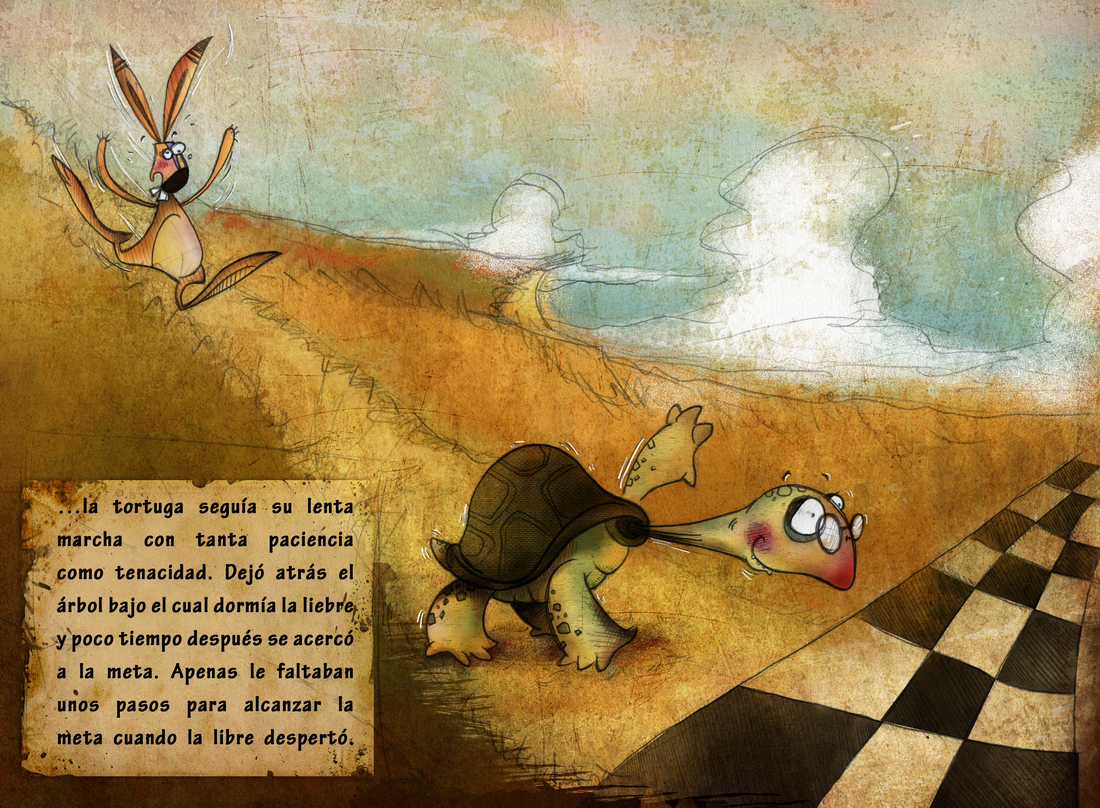 ...la tortuga seguía su lenta
marcha con tanta paciencia
como tenacidad. Dejó atrás el
árbol bajo el cual dormía la liebre
y poco tiempo después se acercó
a la meta. Apenas le faltaban
unos pasos para alcanzar la
meta cuando la libre despertó.